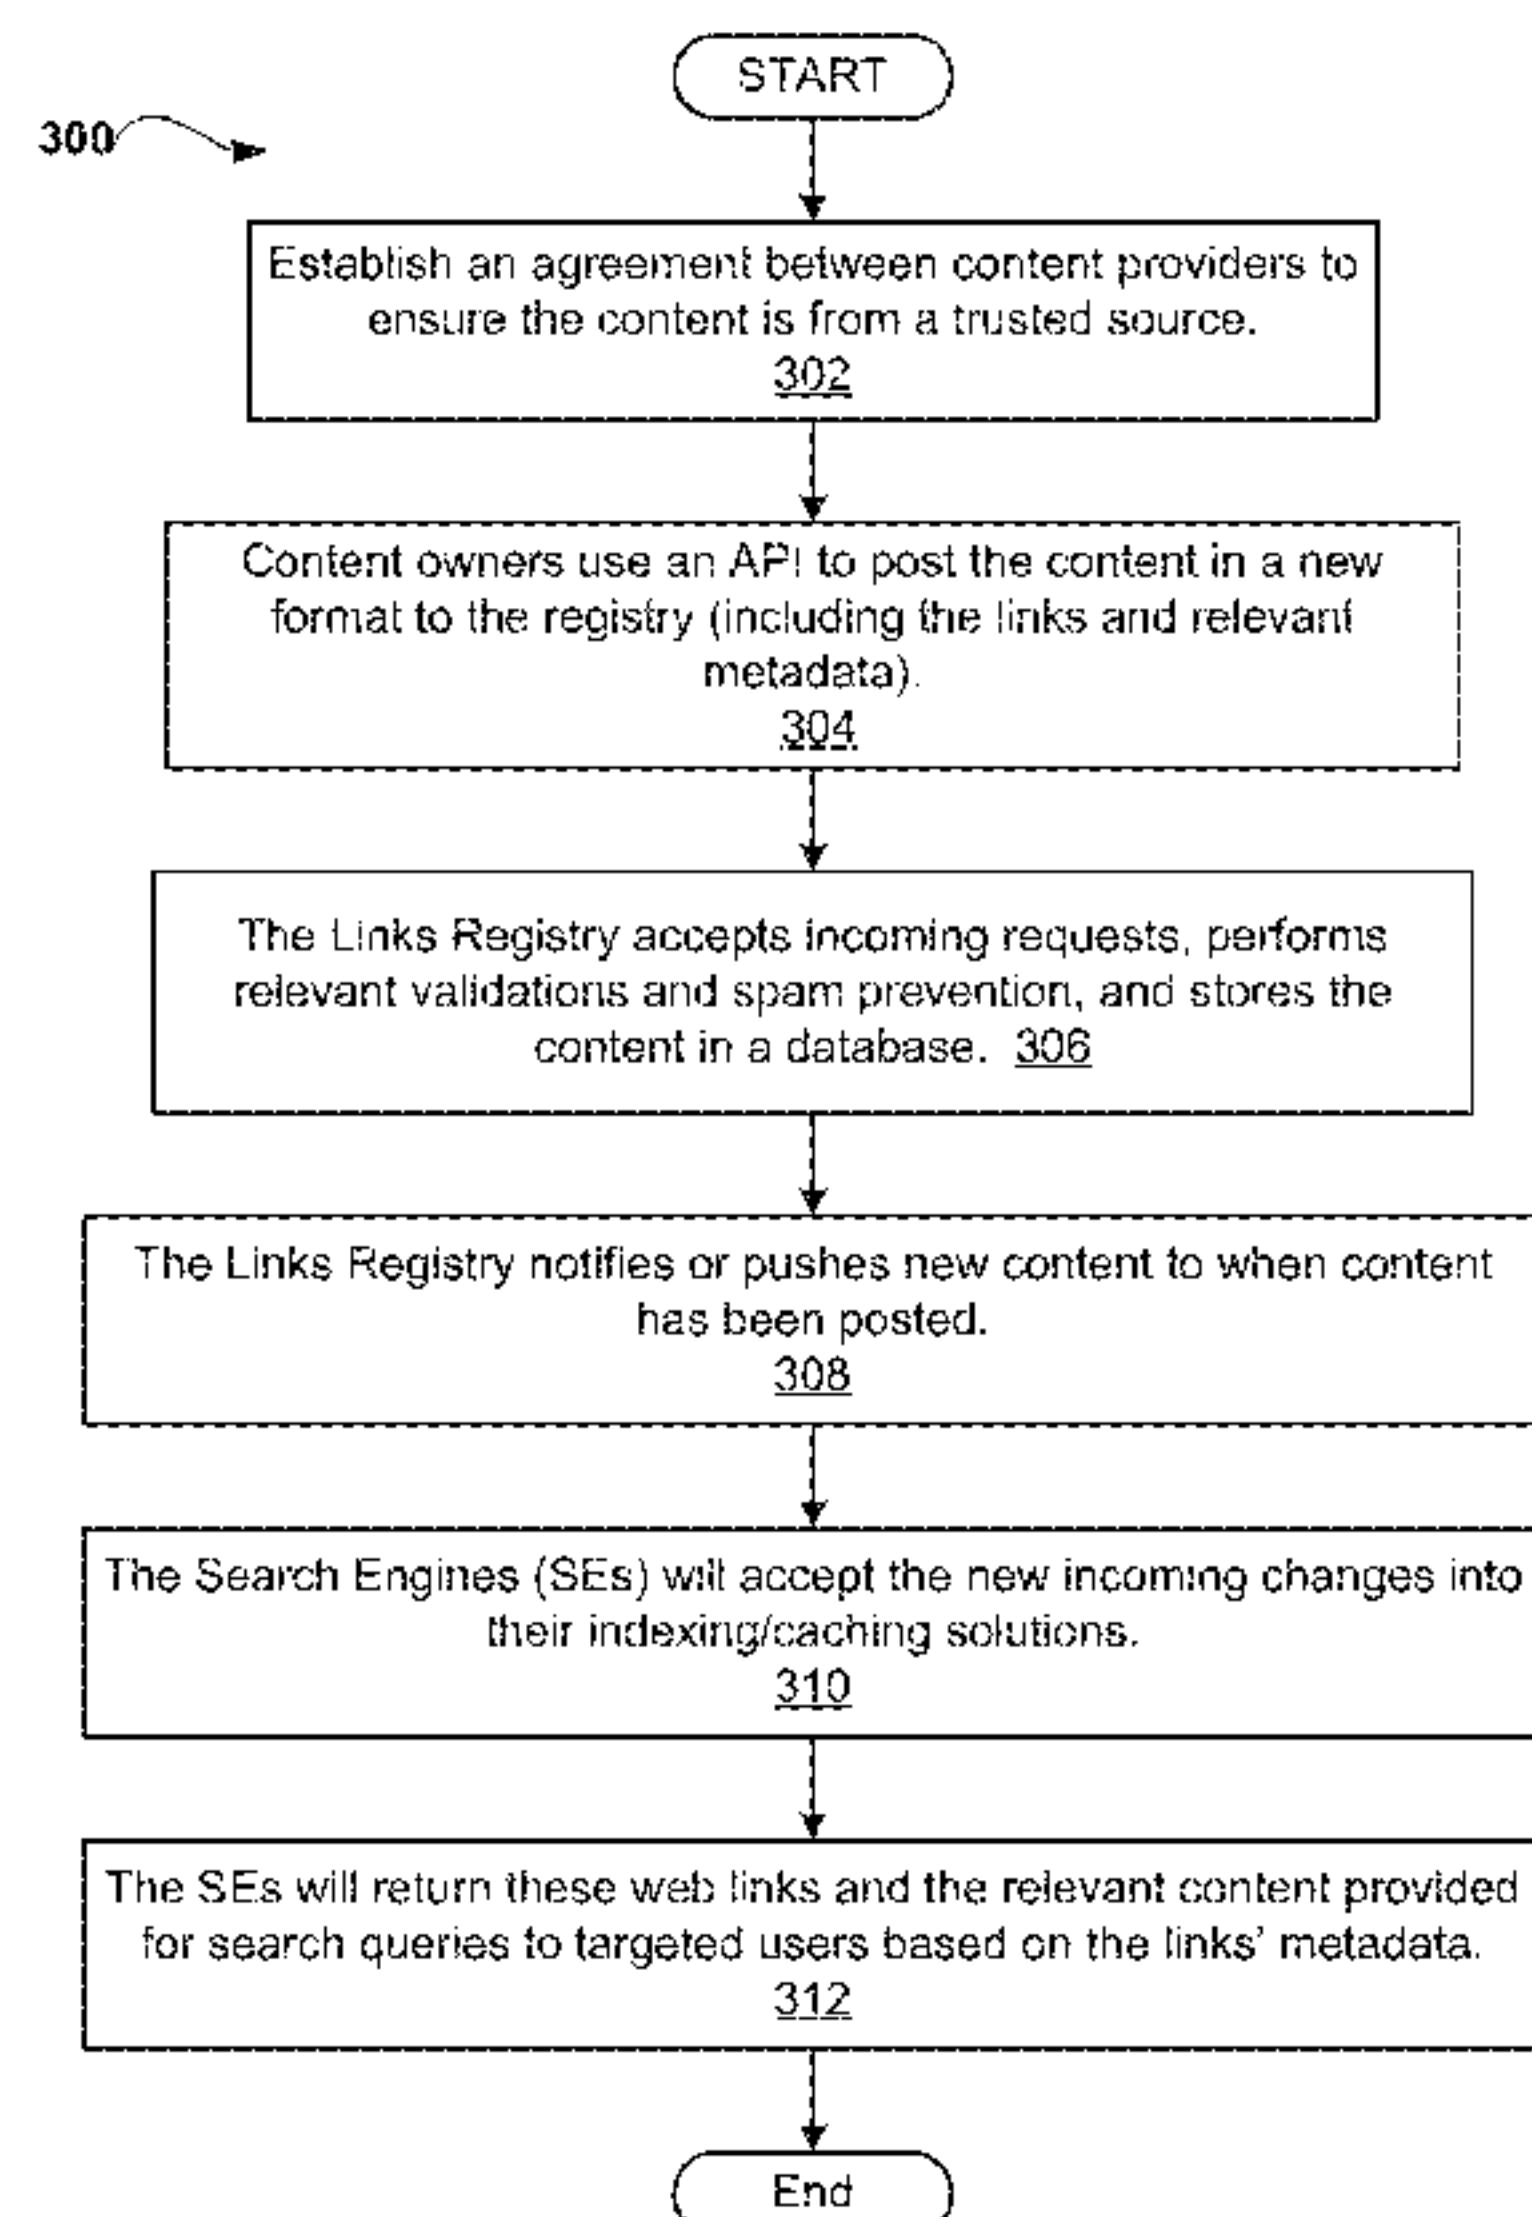 START
300
Establish an agreement between content providers to
ensure the content is from a trusted source.
302
Content owners use an API to post the content in a new
format to the registry (including the links and relevant
metadata).
304
The Links Registry accepts incoming requests, performs
relevant validations and spam prevention, and stores the
content in a database. 306
The Links Registry notifies or pushes new content to when content
has been posted.
308
The Search Engines (SEs) will accept the new incoming changes into
their indexing/caching solutions.
310
The SEs will return these web links and the relevant content provided
for search queries to targeted users based on the links' metadata.
312
End